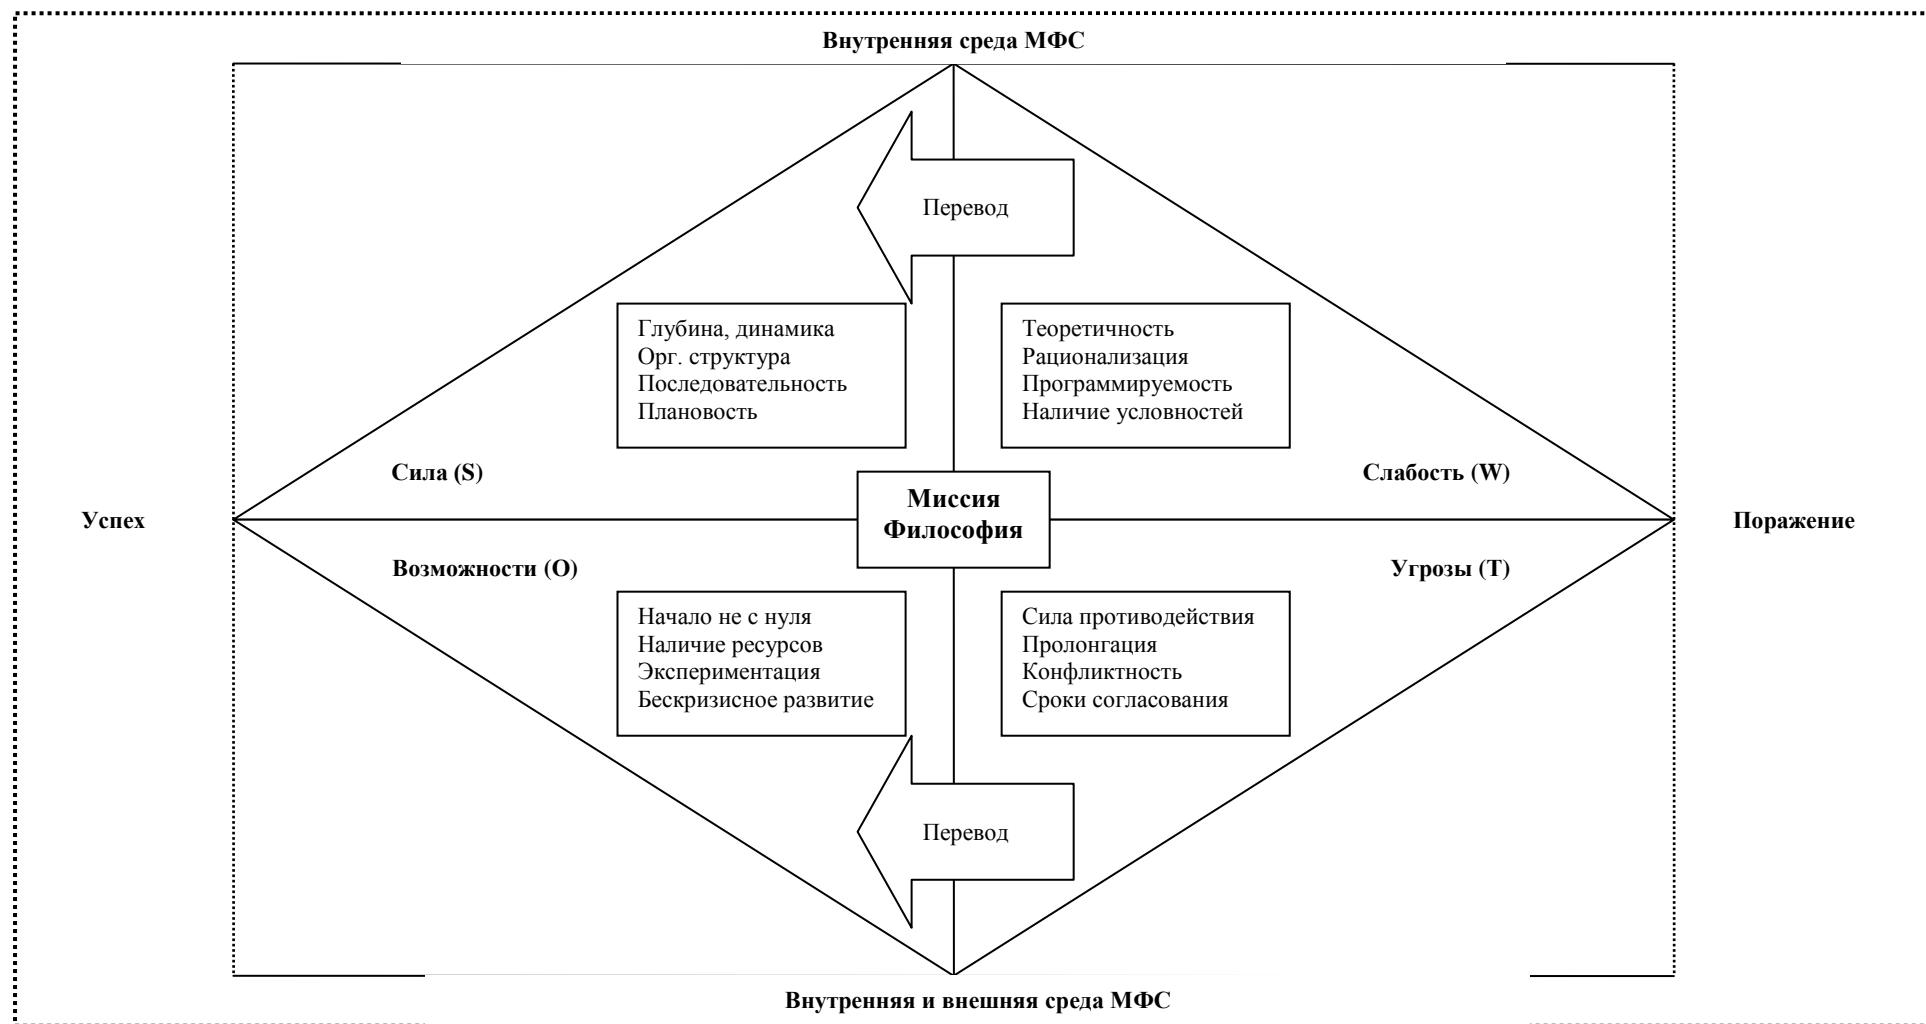 Внутренняя среда МФС
Перевод
Глубина, динамика
Орг. структура
Последовательность
Плановость
Теоретичность
Рационализация
Программируемость
Наличие условностей
Сила (S)
Слабость (W)
Миссия
Философия
Успех
Поражение
Возможности (O)
Угрозы (T)
Начало не с нуля
Наличие ресурсов
Экспериментация
Бескризисное развитие
Сила противодействия
Пролонгация
Конфликтность
Сроки согласования
Перевод
Внутренняя и внешняя среда МФС